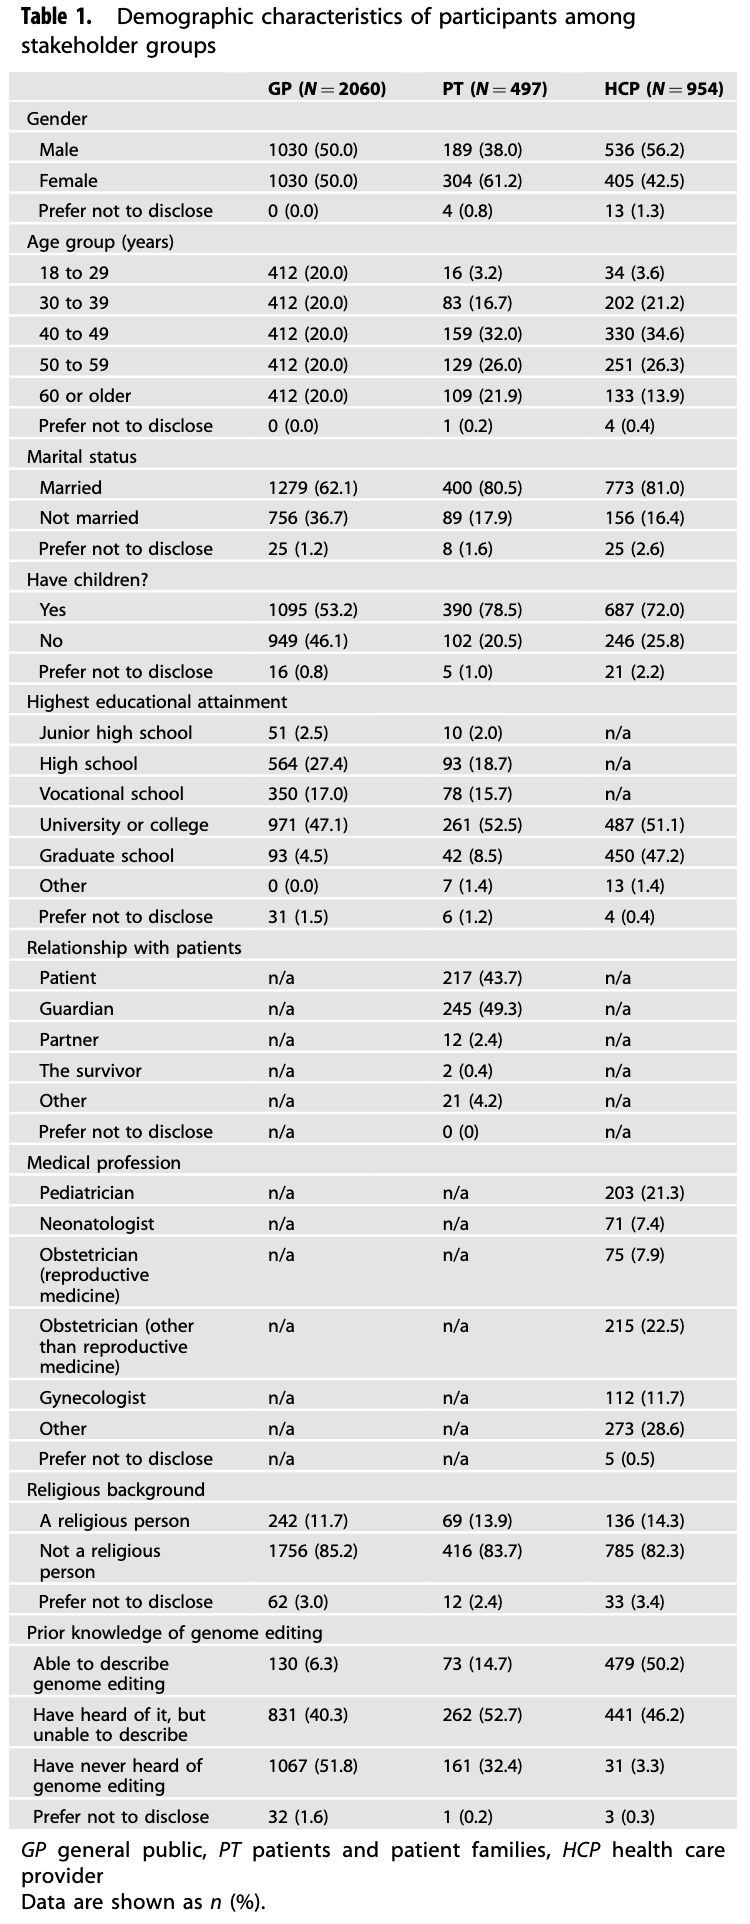 Table 1. Demographic characteristics of participants among
stakeholder groups
GP (N = 2060) PT (N = 497) HCP (N = 954)
Gender
Male 1030 (50.0) 189 (38.0) 536 (56.2)
Female 1030 (50.0) 304 (61.2) 405 (42.5)
Prefer not to disclose 0 (0.0) 4 (0.8) 13 (1.3)
Age group (years)
18 to 29 412 (20.0) 16 (3.2) 34 (3.6)
30 to 39 412 (20.0) 83 (16.7) 202 (21.2)
40 to 49 412 (20.0) 159 (32.0) 330 (34.6)
50 to 59 412 (20.0) 129 (26.0) 251 (26.3)
60 or older 412 (20.0) 109 (21.9) 133 (13.9)
Prefer not to disclose 0 (0.0) 1 (0.2) 4 (0.4)
Marital status
Married 1279 (62.1) 400 (80.5) 773 (81.0)
Not married 756 (36.7) 89 (17.9) 156 (16.4)
Prefer not to disclose 25 (1.2) 8 (1.6) 25 (2.6)
Have children?
Yes 1095 (53.2) 390 (78.5) 687 (72.0)
No 949 (46.1) 102 (20.5) 246 (25.8)
Prefer not to disclose 16 (0.8) 5 (1.0) 21 (2.2)
Highest educational attainment
Junior high school 51 (2.5) 10 (2.0) n/a
High school 564 (27.4) 93 (18.7) n/a
Vocational school 350 (17.0) 78 (15.7) n/a
University or college 971 (47.1) 261 (52.5) 487 (51.1)
Graduate school 93 (4.5) 42 (8.5) 450 (47.2)
Other 0 (0.0) 7 (1.4) 13 (1.4)
Prefer not to disclose 31 (1.5) 6 (1.2) 4 (0.4)
Relationship with patients
Patient n/a 217 (43.7) n/a
Guardian n/a 245 (49.3) n/a
Partner n/a 12 (2.4) n/a
The survivor n/a 2 (0.4) n/a
Other n/a 21 (4.2) n/a
Prefer not to disclose n/a 0 (0) n/a
Medical profession
Pediatrician n/a n/a 203 (21.3)
Neonatologist n/a n/a 71 (7.4)
Obstetrician n/a n/a 75 (7.9)
(reproductive
medicine)
Obstetrician (other n/a n/a 215 (22.5)
than reproductive
medicine)
Gynecologist n/a n/a 112 (11.7)
Other n/a n/a 273 (28.6)
Prefer not to disclose n/a n/a 5 (0.5)
Religious background
A religious person 242 (11.7) 69 (13.9) 136 (14.3)
Not a religious 1756 (85.2) 416 (83.7) 785 (82.3)
person
Prefer not to disclose 62 (3.0) 12 (2.4) 33 (3.4)
Prior knowledge of genome editing
Able to describe 130 (6.3) 73 (14.7) 479 (50.2)
genome editing
Have heard of it, but 831 (40.3) 262 (52.7) 441 (46.2)
unable to describe
Have never heard of 1067 (51.8) 161 (32.4) 31 (3.3)
genome editing
Prefer not to disclose 32 (1.6) 1 (0.2) 3 (0.3)
GP general public, PT patients and patient families, HCP health care
provider
Data are shown as n (%).